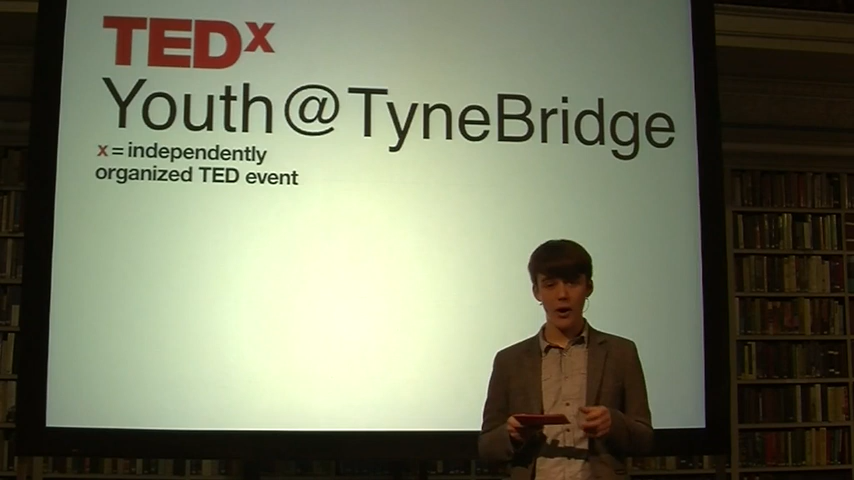 TEDx
Youth@TyneBridge
x = independently
organized TED event